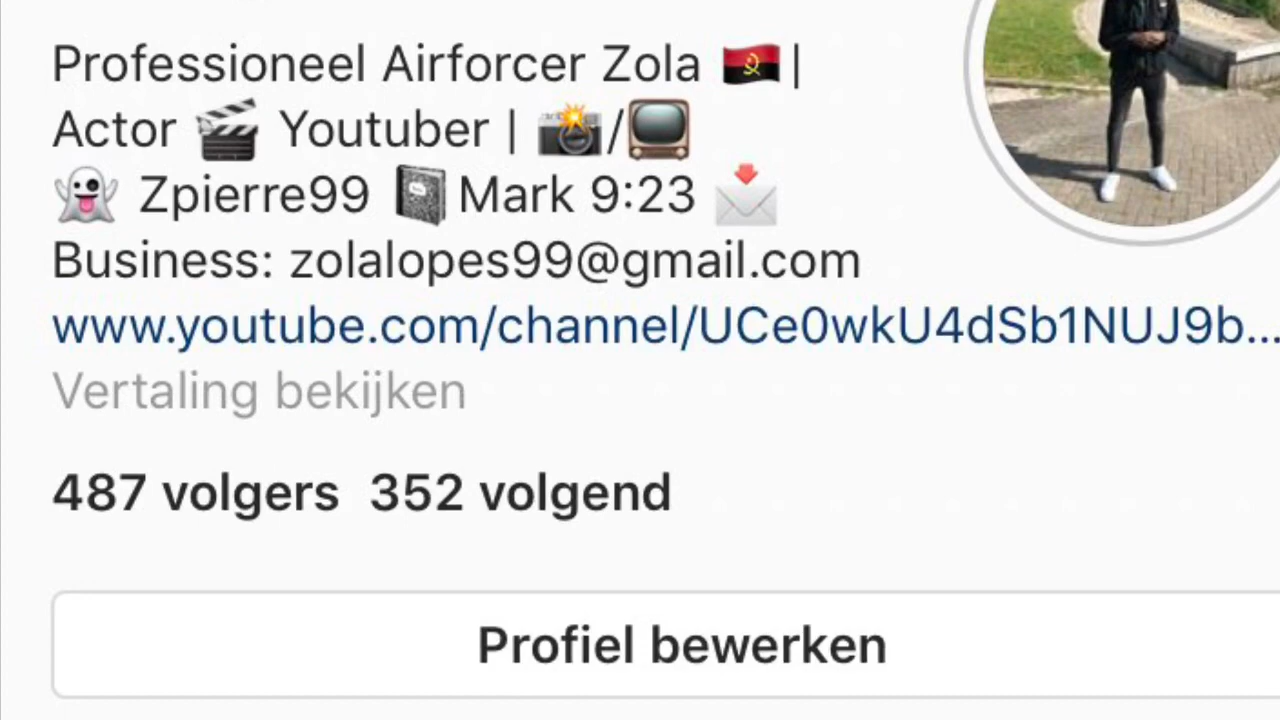 Professioneel Airforcer Zola 🇦🇴 |
Actor 🎬 Youtuber | 📸/📺
👻 Zpierre99 📓 Mark 9:23 📩
Business: zolalopes99@gmail.com
www.youtube.com/channel/UCe0wkU4dSb1NUJ9b...
Vertaling bekijken
487 volgers 352 volgend
Profiel bewerken